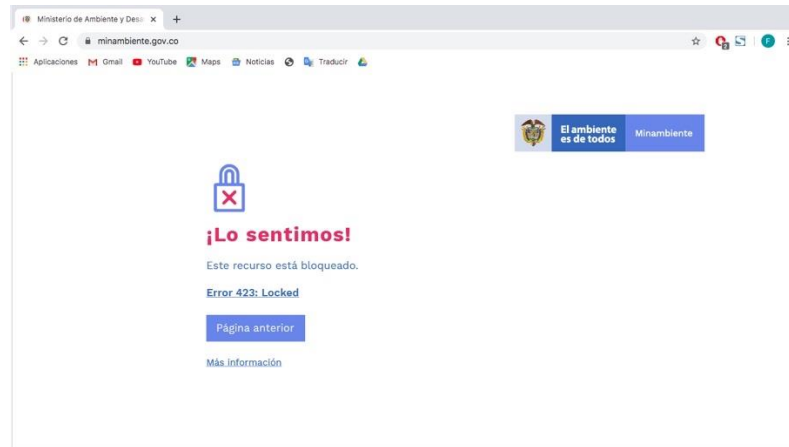 Ministerio de Ambiente y Desa
minambiente.gov.co
Aplicaciones Gmail YouTube Maps Noticias Traducir
El ambiente
es de todos
Minambiente
¡Lo sentimos!
Este recurso está bloqueado.
Error 423: Locked
Página anterior
Más información